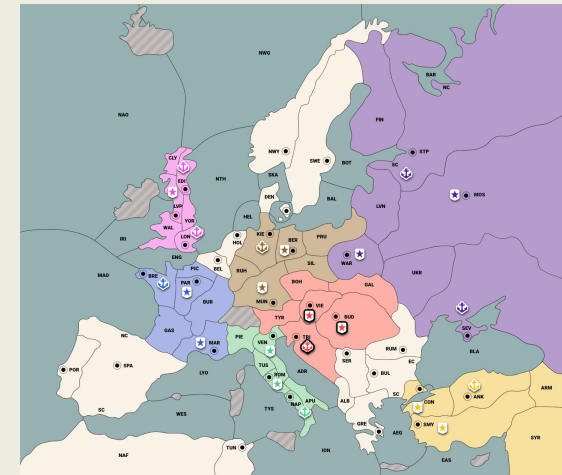 NWG
BAR
NC
NAO
FIN
CLY
EDI
NWY
SWE
BOT
STP
SC
MOS
NTH
SKA
LVP
YOR
DEN
BAL
LVN
WAL
LON
HEL
IRI
ENG
HOL
KIE
BER
PRU
WAR
MAO
BEL
RUH
SIL
UKR
PIC
BRE
PAR
MUN
BOH
GAL
BUR
TYR
VIE
BUD
GAS
MAR
PIE
VEN
TRI
SEV
NC
LYO
TUS
SER
RUM
BLA
EC
POR
SPA
ROM
ADR
BUL
ARM
SC
WES
TYS
NAP
APU
ALB
SC
CON
ANK
GRE
AEG
SMY
SYR
NAF
TUN
ION
EAS